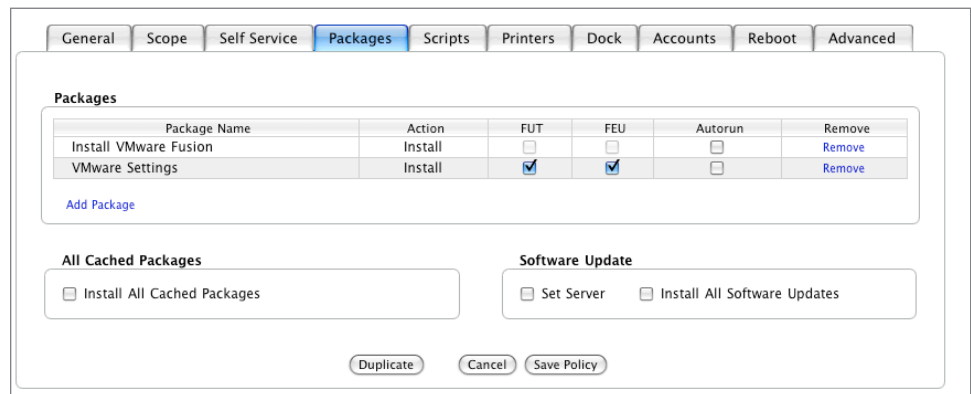 General Scope Self Service Packages Scripts Printers Dock Accounts Reboot Advanced
Packages
Package Name Action FUT FEU Autorun Remove
Install VMware Fusion Install Remove
VMware Settings Install Remove
Add Package
All Cached Packages Software Update
Install All Cached Packages Set Server Install All Software Updates
Duplicate Cancel Save Policy